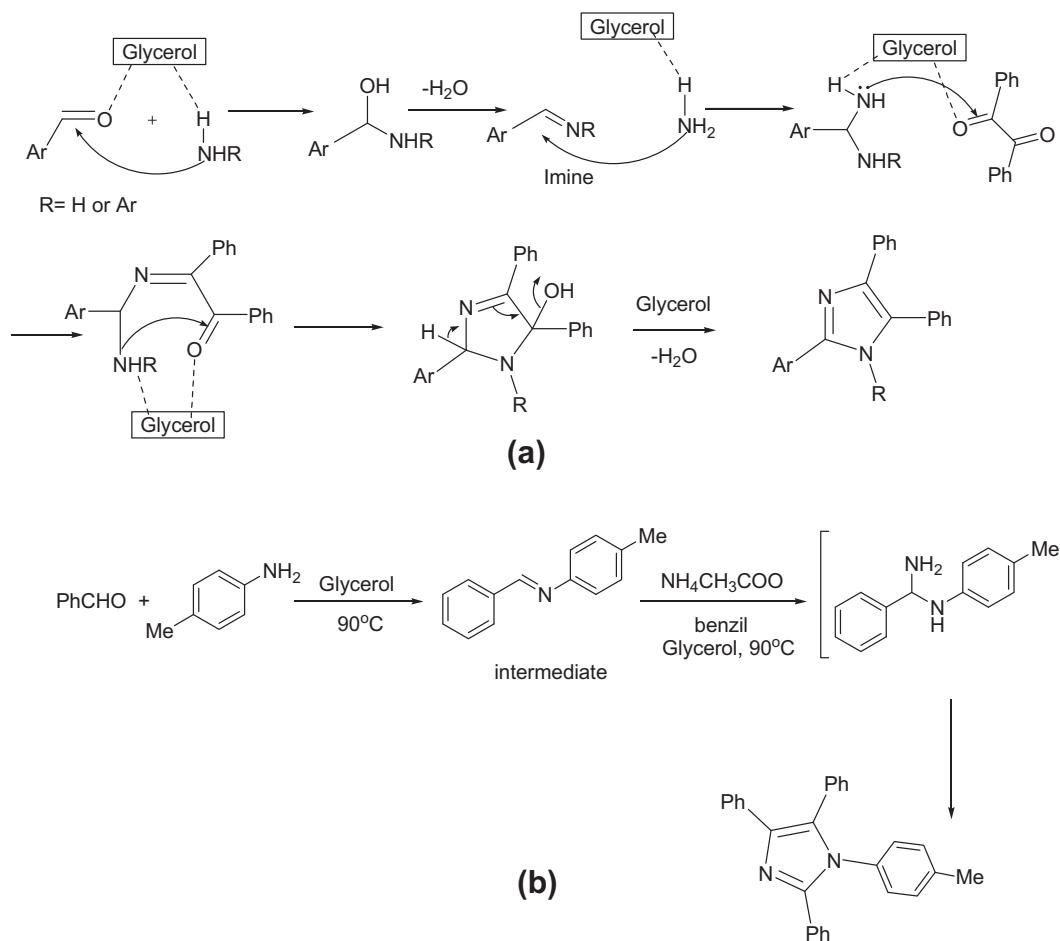 Glycerol
Glycerol
OH
H
-H₂O
H
Glycerol
H
Ph
O
+
NH
O
Ar
NHR
Ar
NHR
Ar
NR
NH₂
Ar
NHR
Ph
O
Imine
R= H or Ar
Ph
Ph
Ph
N
N
OH
Glycerol
N
Ar
Ph
H
Ph
Ph
O
-H₂O
NHR
N
Ar
N
Ar
R
R
Glycerol
(a)
Me
NH₂
Glycerol
NH₄CH₃COO
NH₂
Me
PhCHO +
N
Me
90°C
benzil
N
H
Glycerol, 90°C
intermediate
Ph
Ph
N
N
Me
(b)
Ph